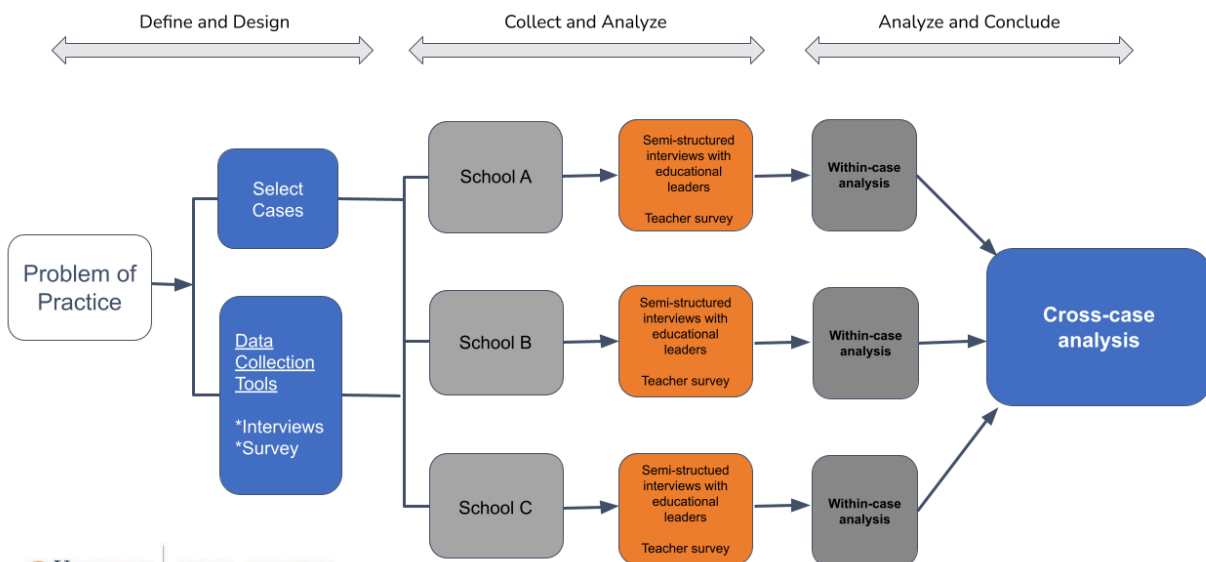 Define and Design
Collect and Analyze
Analyze and Conclude
Problem of
Practice
Select
Cases
Data
Collection
Tools
*Interviews
*Survey
School A
Semi-structured
interviews with
educational
leaders
Teacher survey
Within-case
analysis
School B
Semi-structured
interviews with
educational
leaders
Teacher survey
Within-case
analysis
School C
Semi-structued
interviews with
educational
leaders
Teacher survey
Within-case
analysis
Cross-case
analysis